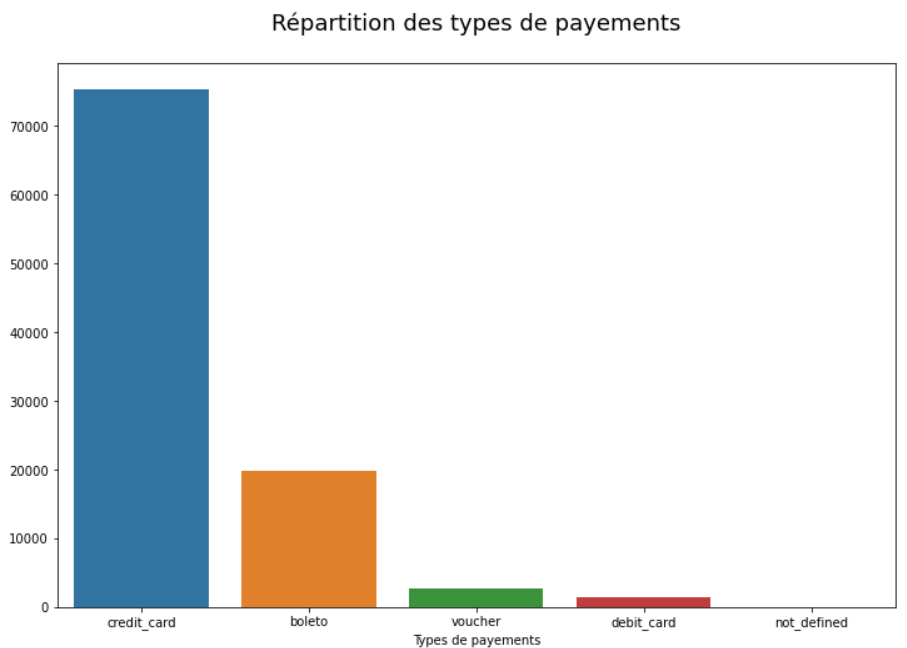 Répartition des types de payements
70000
60000
50000
40000
30000
20000
10000
0
credit_card boleto voucher debit_card not_defined
Types de payements